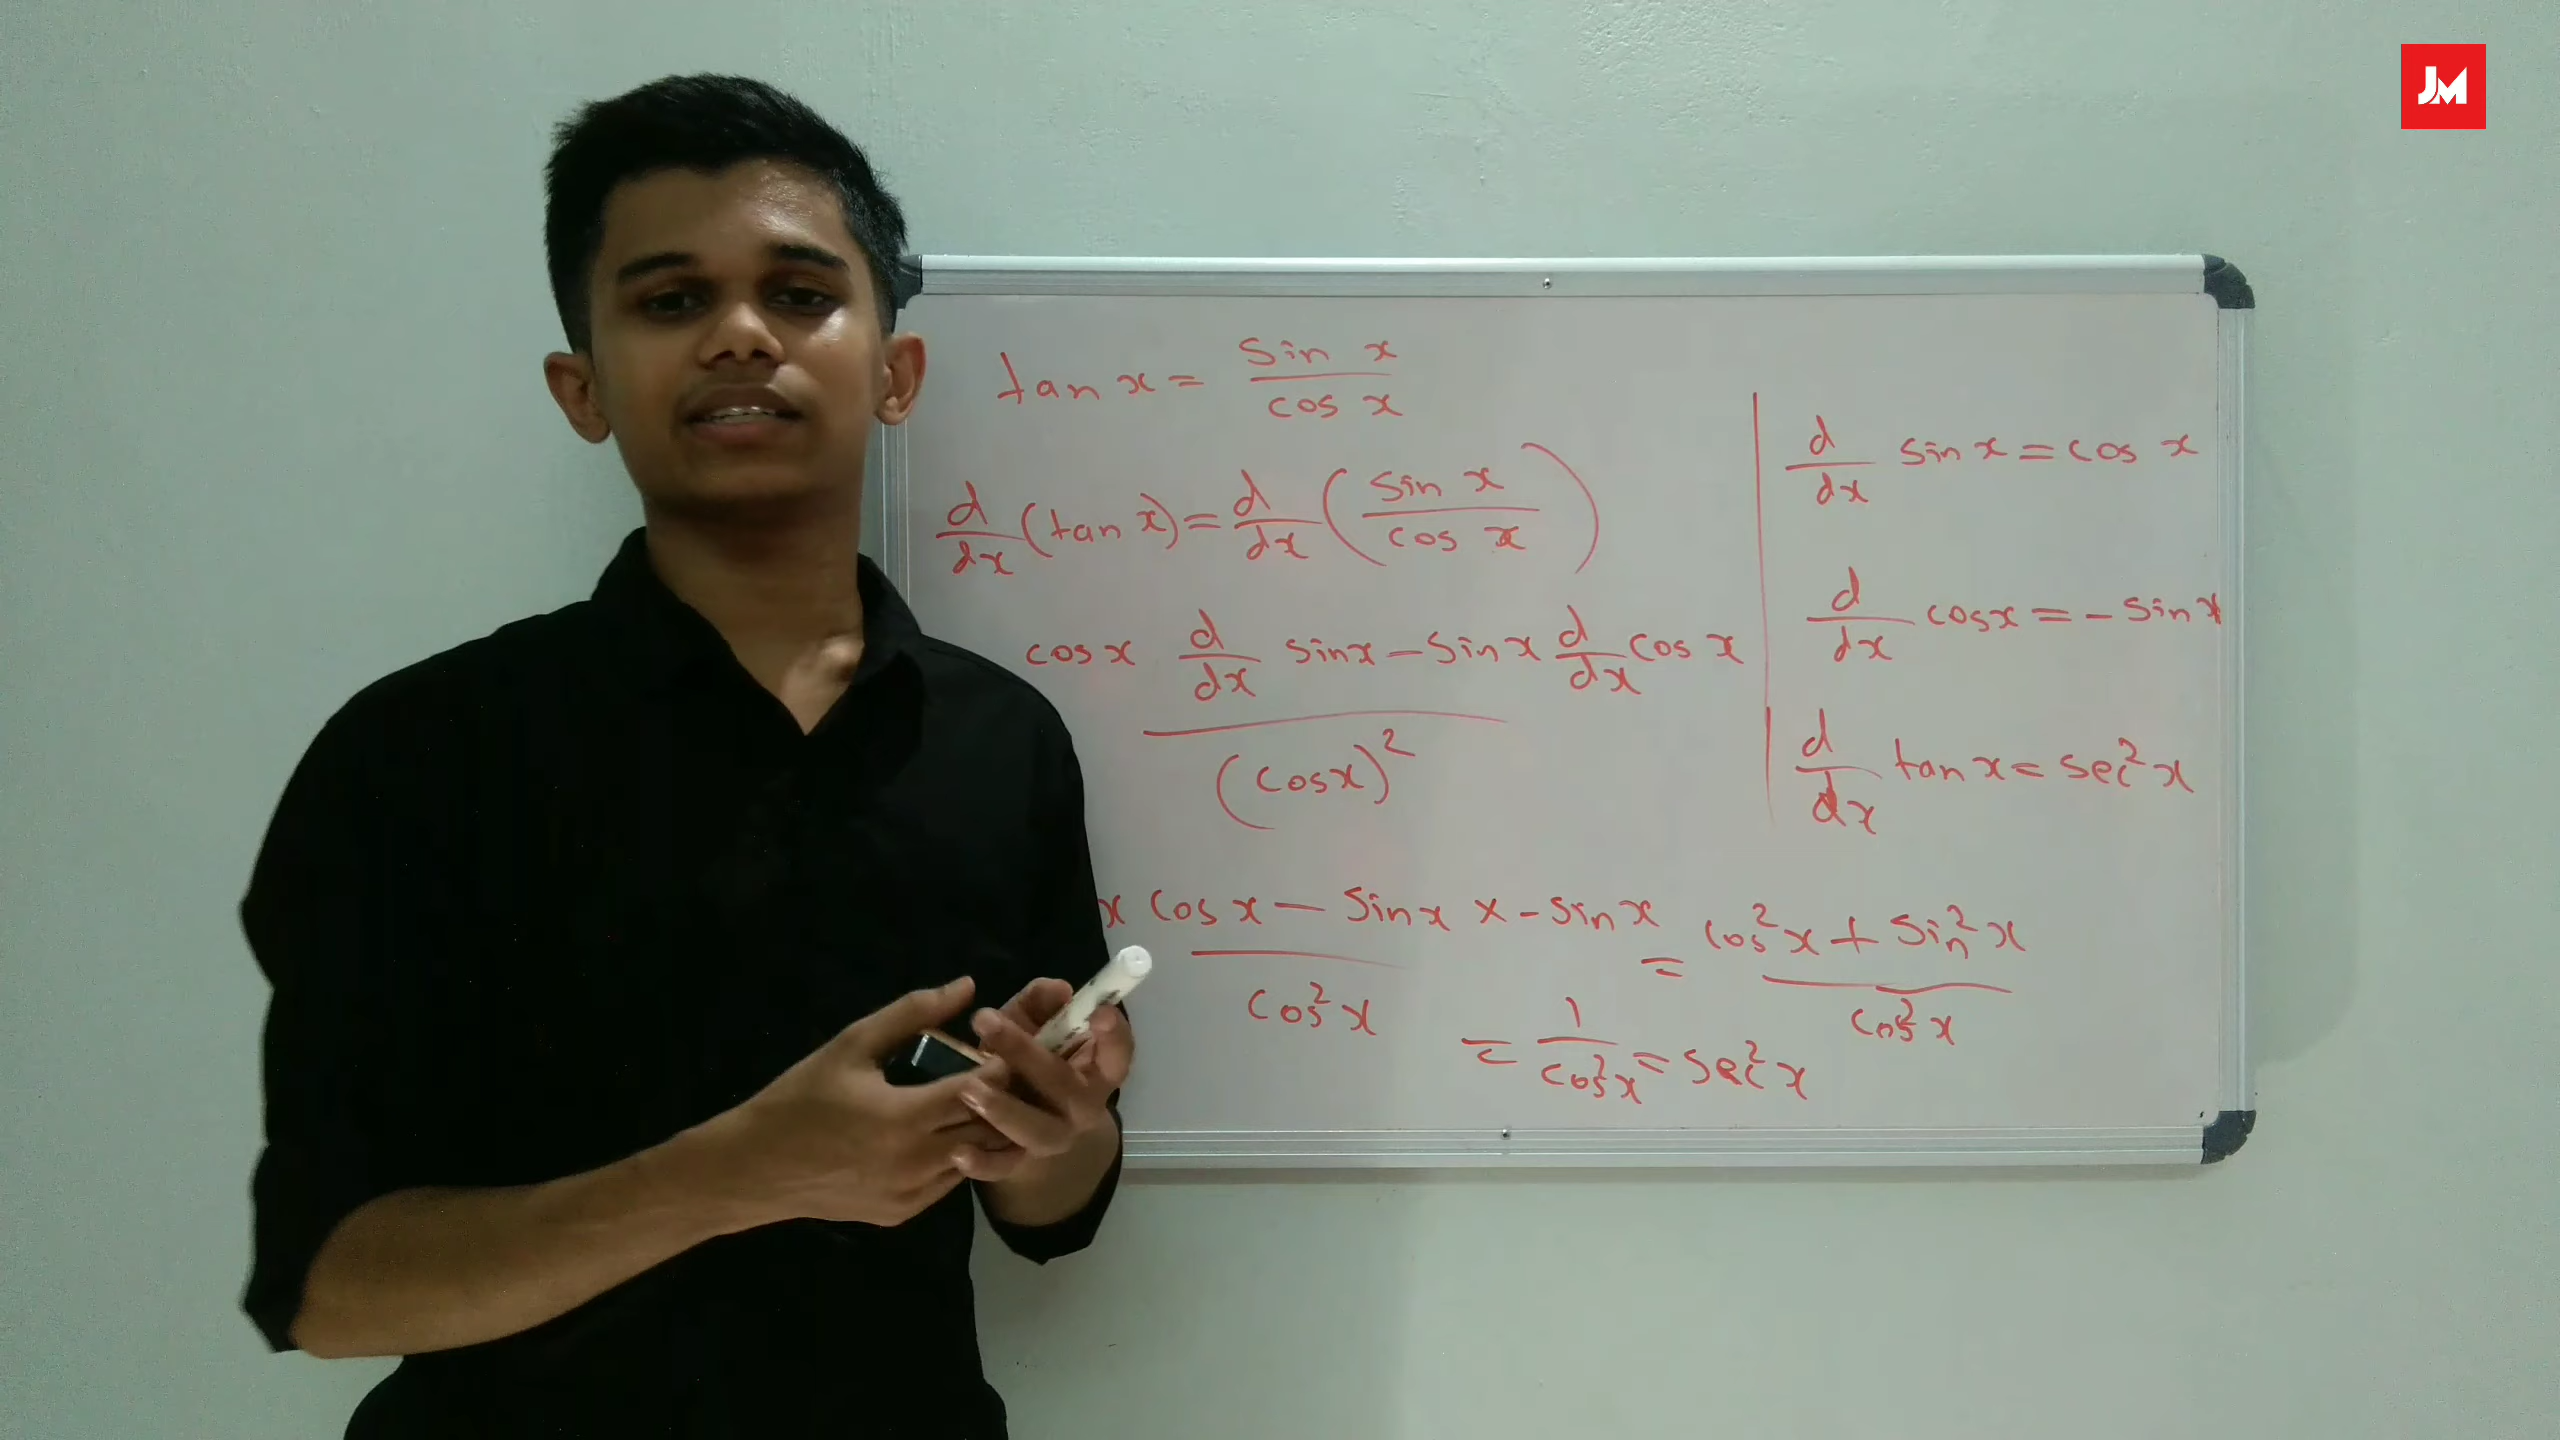 JM
tan x = sin x / cos x
d/dx (tan x) = d/dx (sin x / cos x)
cos x d/dx sin x − sin x d/dx cos x
(cos x)²
x cos x − sin x × − sin x
cos² x
= cos² x + sin² x
cos² x
= 1 / cos² x = sec² x
d/dx sin x = cos x
d/dx cos x = − sin x
d/dx tan x = sec² x